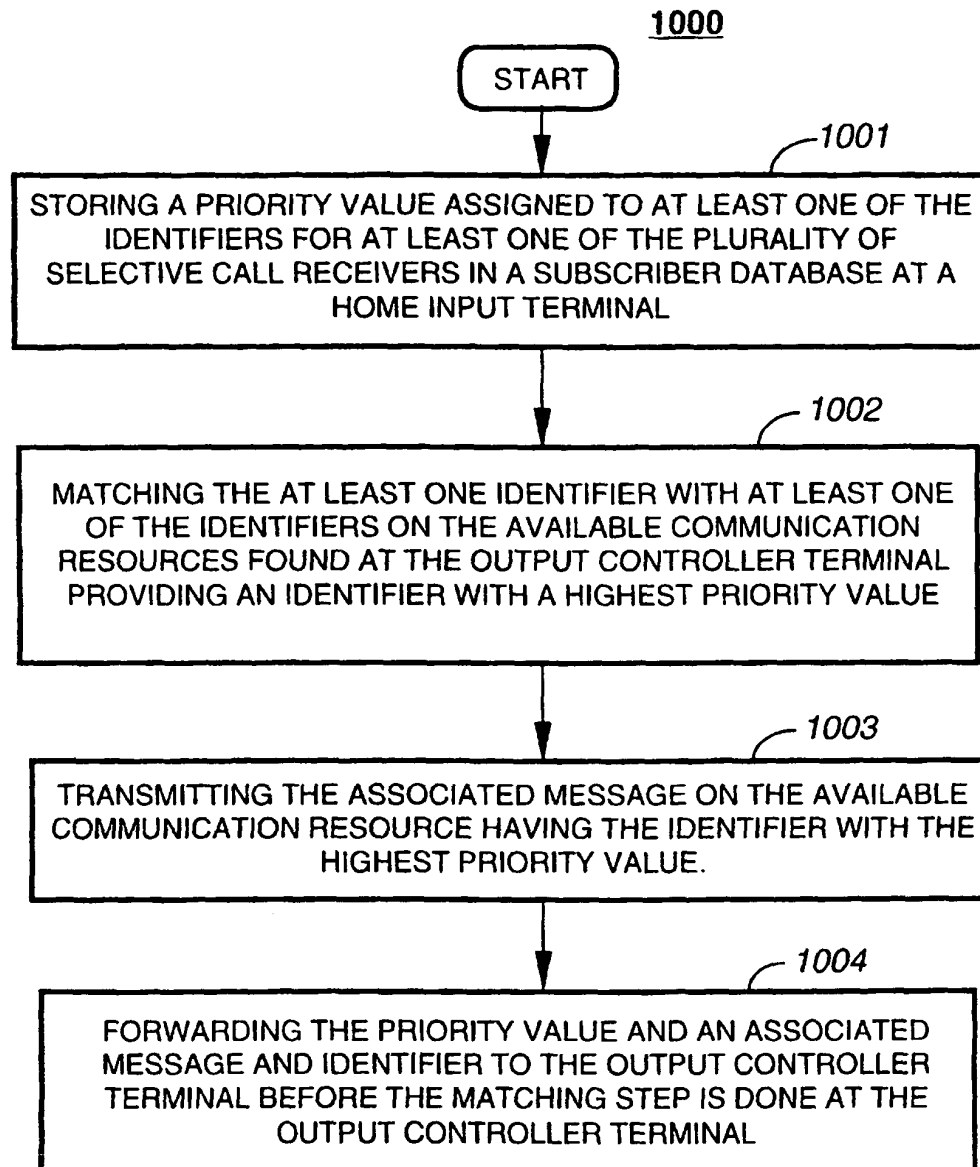 1000
START
1001
STORING A PRIORITY VALUE ASSIGNED TO AT LEAST ONE OF THE
IDENTIFIERS FOR AT LEAST ONE OF THE PLURALITY OF
SELECTIVE CALL RECEIVERS IN A SUBSCRIBER DATABASE AT A
HOME INPUT TERMINAL
1002
MATCHING THE AT LEAST ONE IDENTIFIER WITH AT LEAST ONE
OF THE IDENTIFIERS ON THE AVAILABLE COMMUNICATION
RESOURCES FOUND AT THE OUTPUT CONTROLLER TERMINAL
PROVIDING AN IDENTIFIER WITH A HIGHEST PRIORITY VALUE
1003
TRANSMITTING THE ASSOCIATED MESSAGE ON THE AVAILABLE
COMMUNICATION RESOURCE HAVING THE IDENTIFIER WITH THE
HIGHEST PRIORITY VALUE.
1004
FORWARDING THE PRIORITY VALUE AND AN ASSOCIATED
MESSAGE AND IDENTIFIER TO THE OUTPUT CONTROLLER
TERMINAL BEFORE THE MATCHING STEP IS DONE AT THE
OUTPUT CONTROLLER TERMINAL